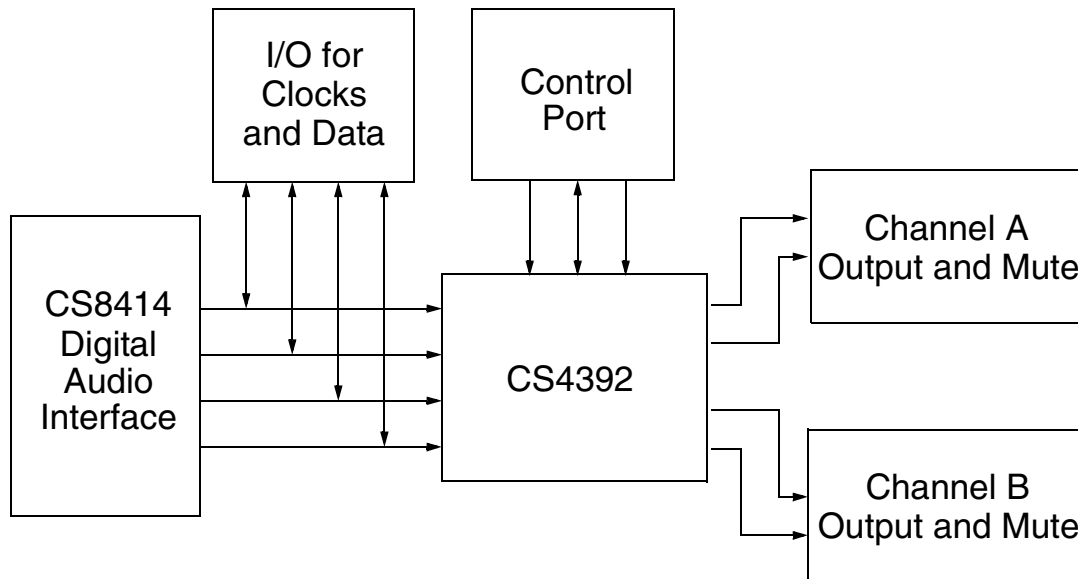 I/O for
Clocks
and Data
Control
Port
CS8414
Digital
Audio
Interface
CS4392
Channel A
Output and Mute
Channel B
Output and Mute